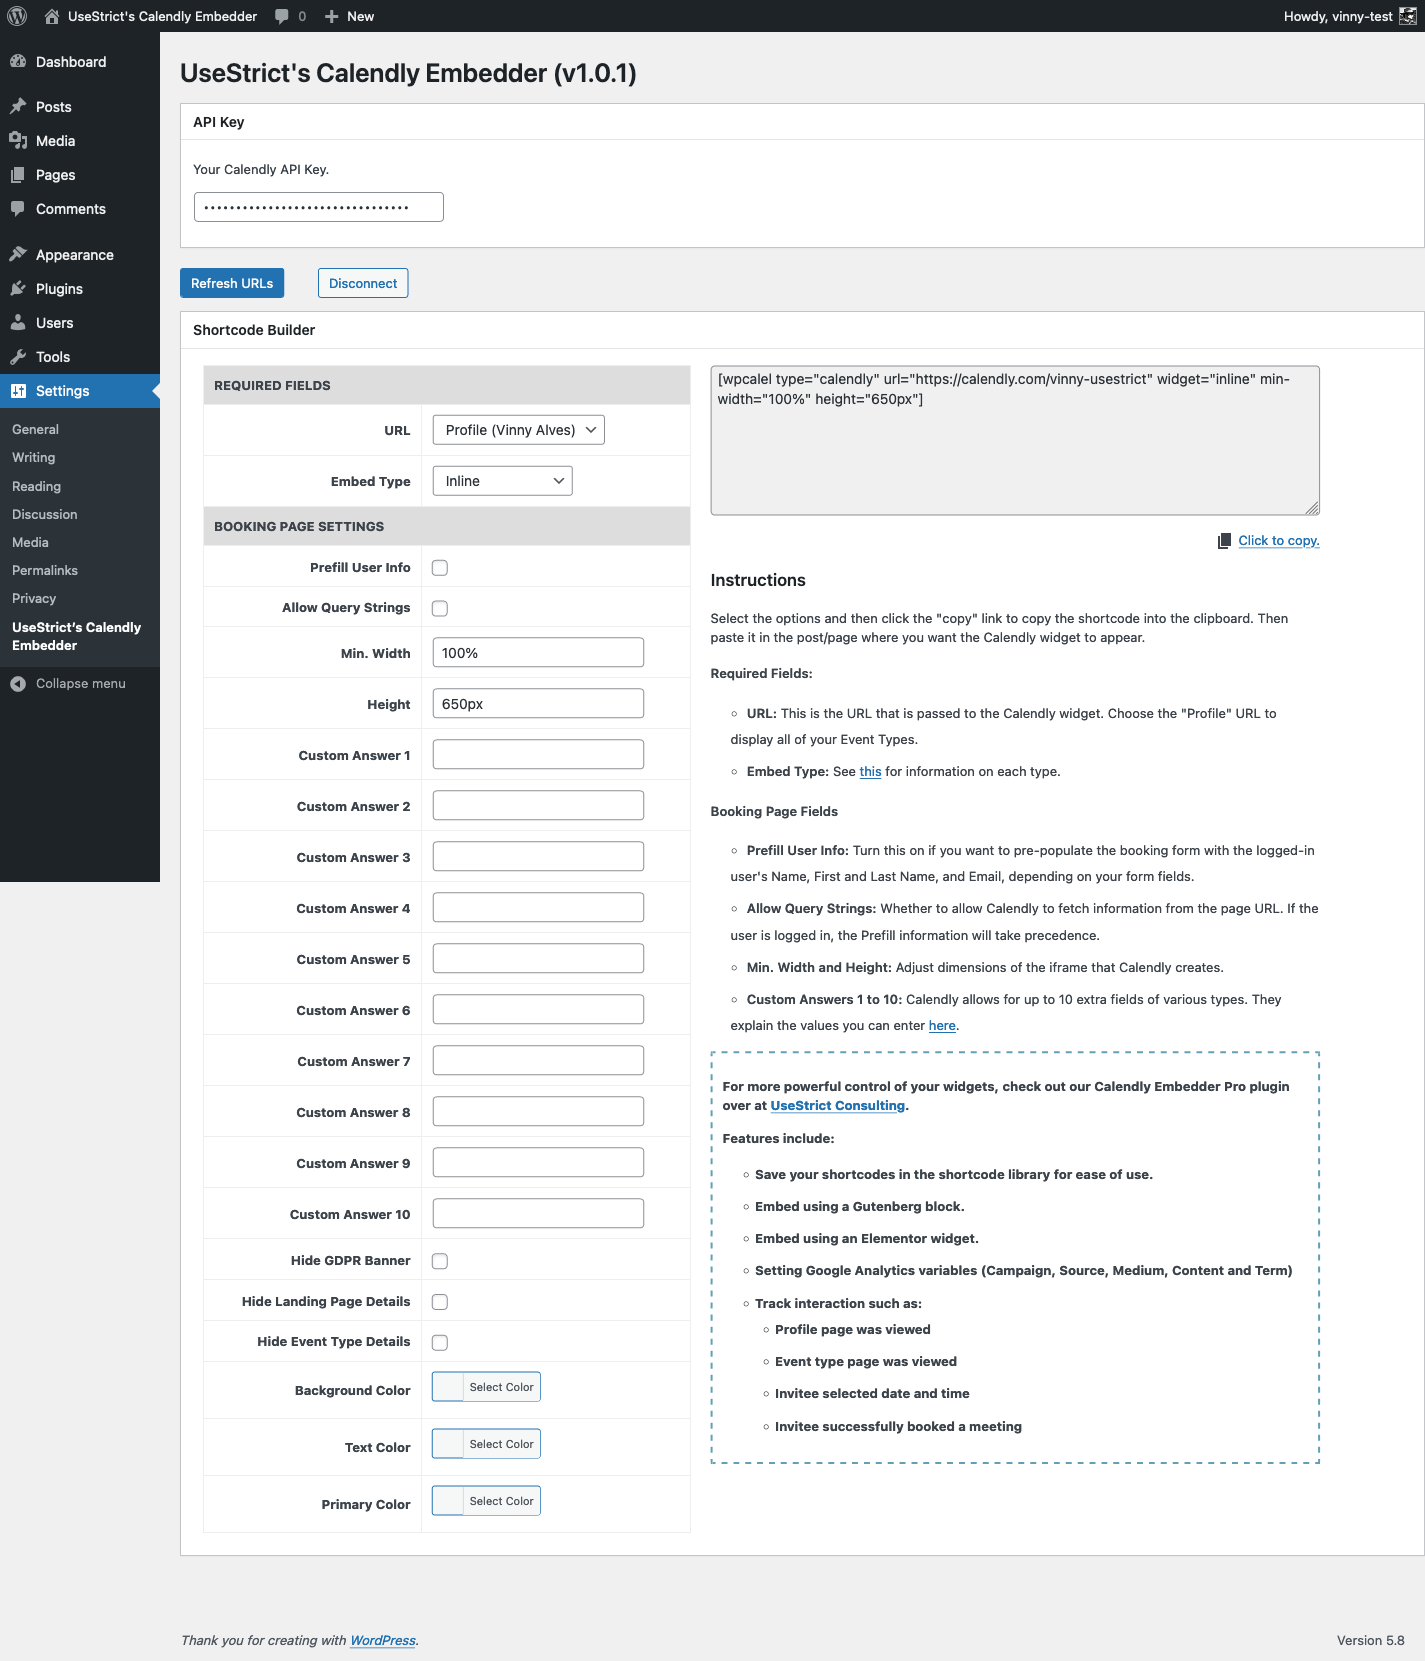 UseStrict's Calendly Embedder
0
New
Howdy, vinny-test
Dashboard
Posts
Media
Pages
Comments
Appearance
Plugins
Users
Tools
Settings
General
Writing
Reading
Discussion
Media
Permalinks
Privacy
UseStrict's Calendly
Embedder
Collapse menu
UseStrict's Calendly Embedder (v1.0.1)
API Key
Your Calendly API Key.
Refresh URLs
Disconnect
Shortcode Builder
REQUIRED FIELDS
URL
Profile (Vinny Alves)
Embed Type
Inline
BOOKING PAGE SETTINGS
Prefill User Info
Allow Query Strings
Min. Width
100%
Height
650px
Custom Answer 1
Custom Answer 2
Custom Answer 3
Custom Answer 4
Custom Answer 5
Custom Answer 6
Custom Answer 7
Custom Answer 8
Custom Answer 9
Custom Answer 10
Hide GDPR Banner
Hide Landing Page Details
Hide Event Type Details
Background Color
Select Color
Text Color
Select Color
Primary Color
Select Color
[wpcalel type="calendly" url="https://calendly.com/vinny-usestrict" widget="inline" min-
width="100%" height="650px"]
Click to copy.
Instructions
Select the options and then click the "copy" link to copy the shortcode into the clipboard. Then
paste it in the post/page where you want the Calendly widget to appear.
Required Fields:
URL: This is the URL that is passed to the Calendly widget. Choose the "Profile" URL to
display all of your Event Types.
Embed Type: See this for information on each type.
Booking Page Fields
Prefill User Info: Turn this on if you want to pre-populate the booking form with the logged-in
user's Name, First and Last Name, and Email, depending on your form fields.
Allow Query Strings: Whether to allow Calendly to fetch information from the page URL. If the
user is logged in, the Prefill information will take precedence.
Min. Width and Height: Adjust dimensions of the iframe that Calendly creates.
Custom Answers 1 to 10: Calendly allows for up to 10 extra fields of various types. They
explain the values you can enter here.
For more powerful control of your widgets, check out our Calendly Embedder Pro plugin
over at UseStrict Consulting.
Features include:
Save your shortcodes in the shortcode library for ease of use.
Embed using a Gutenberg block.
Embed using an Elementor widget.
Setting Google Analytics variables (Campaign, Source, Medium, Content and Term)
Track interaction such as:
Profile page was viewed
Event type page was viewed
Invitee selected date and time
Invitee successfully booked a meeting
Thank you for creating with WordPress.
Version 5.8